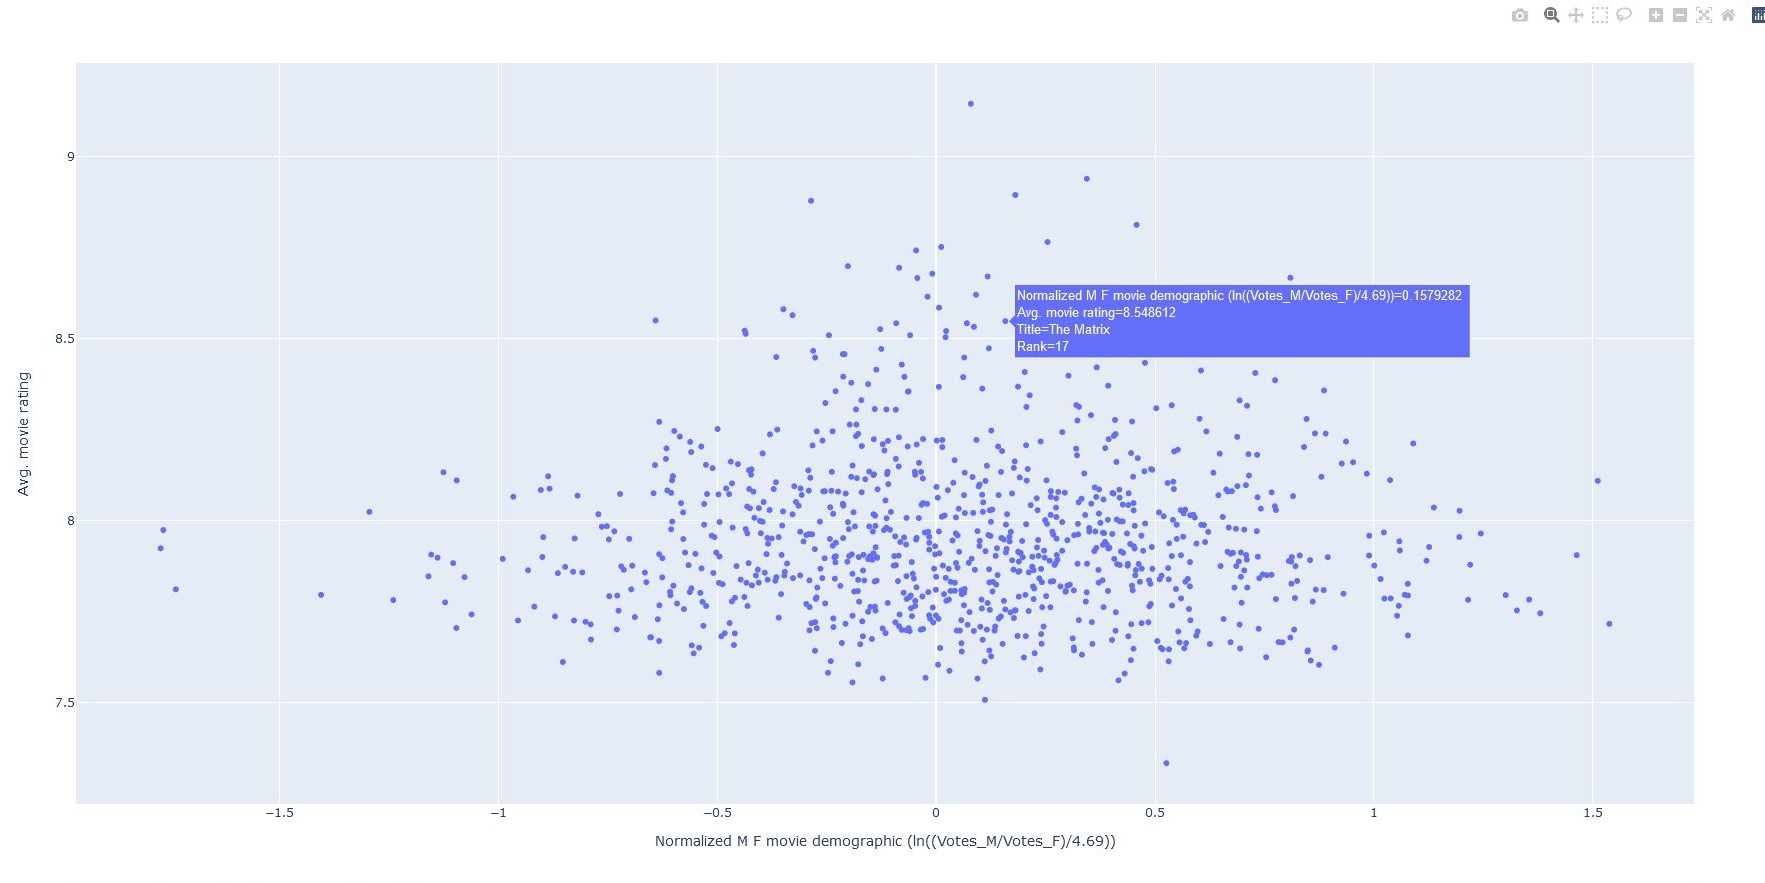 9
8.5
8
7.5
Avg. movie rating
Normalized M F movie demographic (ln((Votes_M/Votes_F)/4.69))=0.1579282
Avg. movie rating=8.548612
Title=The Matrix
Rank=17
−1.5
−1
−0.5
0
0.5
1
1.5
Normalized M F movie demographic (ln((Votes_M/Votes_F)/4.69))